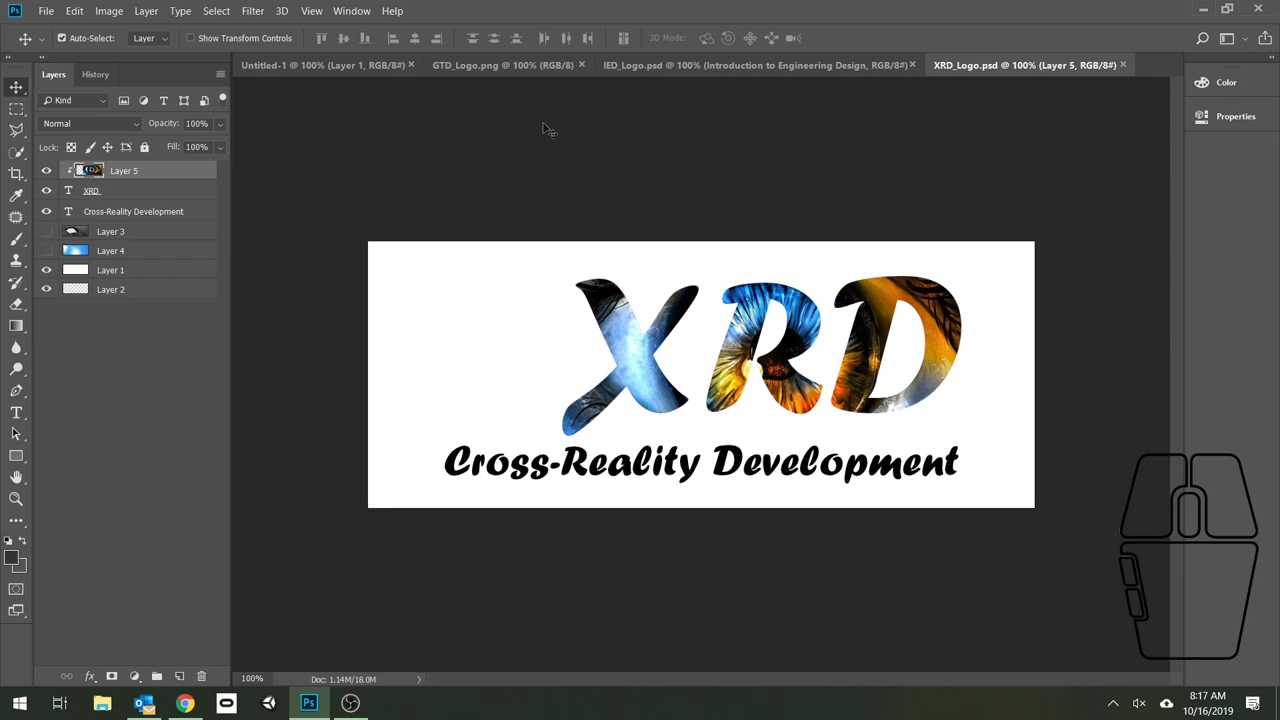 Ps File Edit Image Layer Type Select Filter 3D View Window Help
Auto-Select: Layer Show Transform Controls 3D Mode:
Untitled-1 @ 100% (Layer 1, RGB/8#) × GTD_Logo.png @ 100% (RGB/8) × IED_Logo.psd @ 100% (Introduction to Engineering Design, RGB/8#) × XRD_Logo.psd @ 100% (Layer 5, RGB/8#) ×
Layers History
Color
Kind
Properties
Normal Opacity: 100%
Lock: Fill: 100%
Layer 5
T XRD
T Cross-Reality Development
Layer 3
Layer 4
Layer 1
Layer 2
XRD
Cross-Reality Development
fx
100% Doc: 1.14M/18.0M
Ps
8:17 AM
10/16/2019